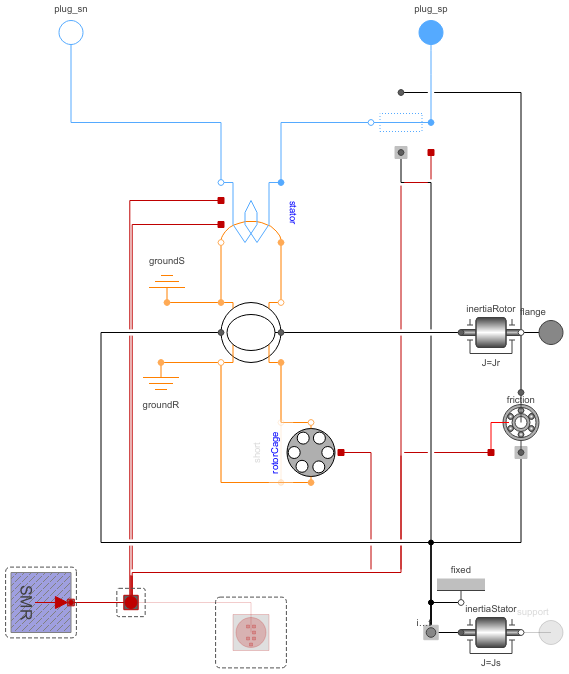 plug_sn
plug_sp
stator
groundS
inertiaRotor
flange
J=Jr
groundR
friction
short
rotorCage
fixed
SMR
i...
inertiaStator
support
J=Js